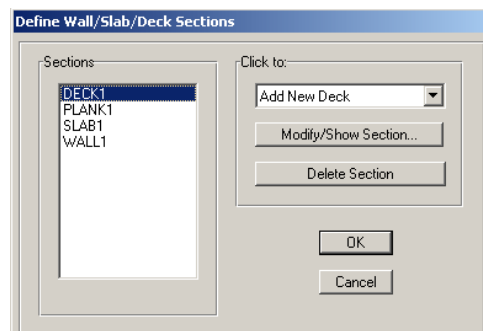 Define Wall/Slab/Deck Sections
Sections
DECK1
PLANK1
SLAB1
WALL1
Click to:
Add New Deck
Modify/Show Section...
Delete Section
OK
Cancel